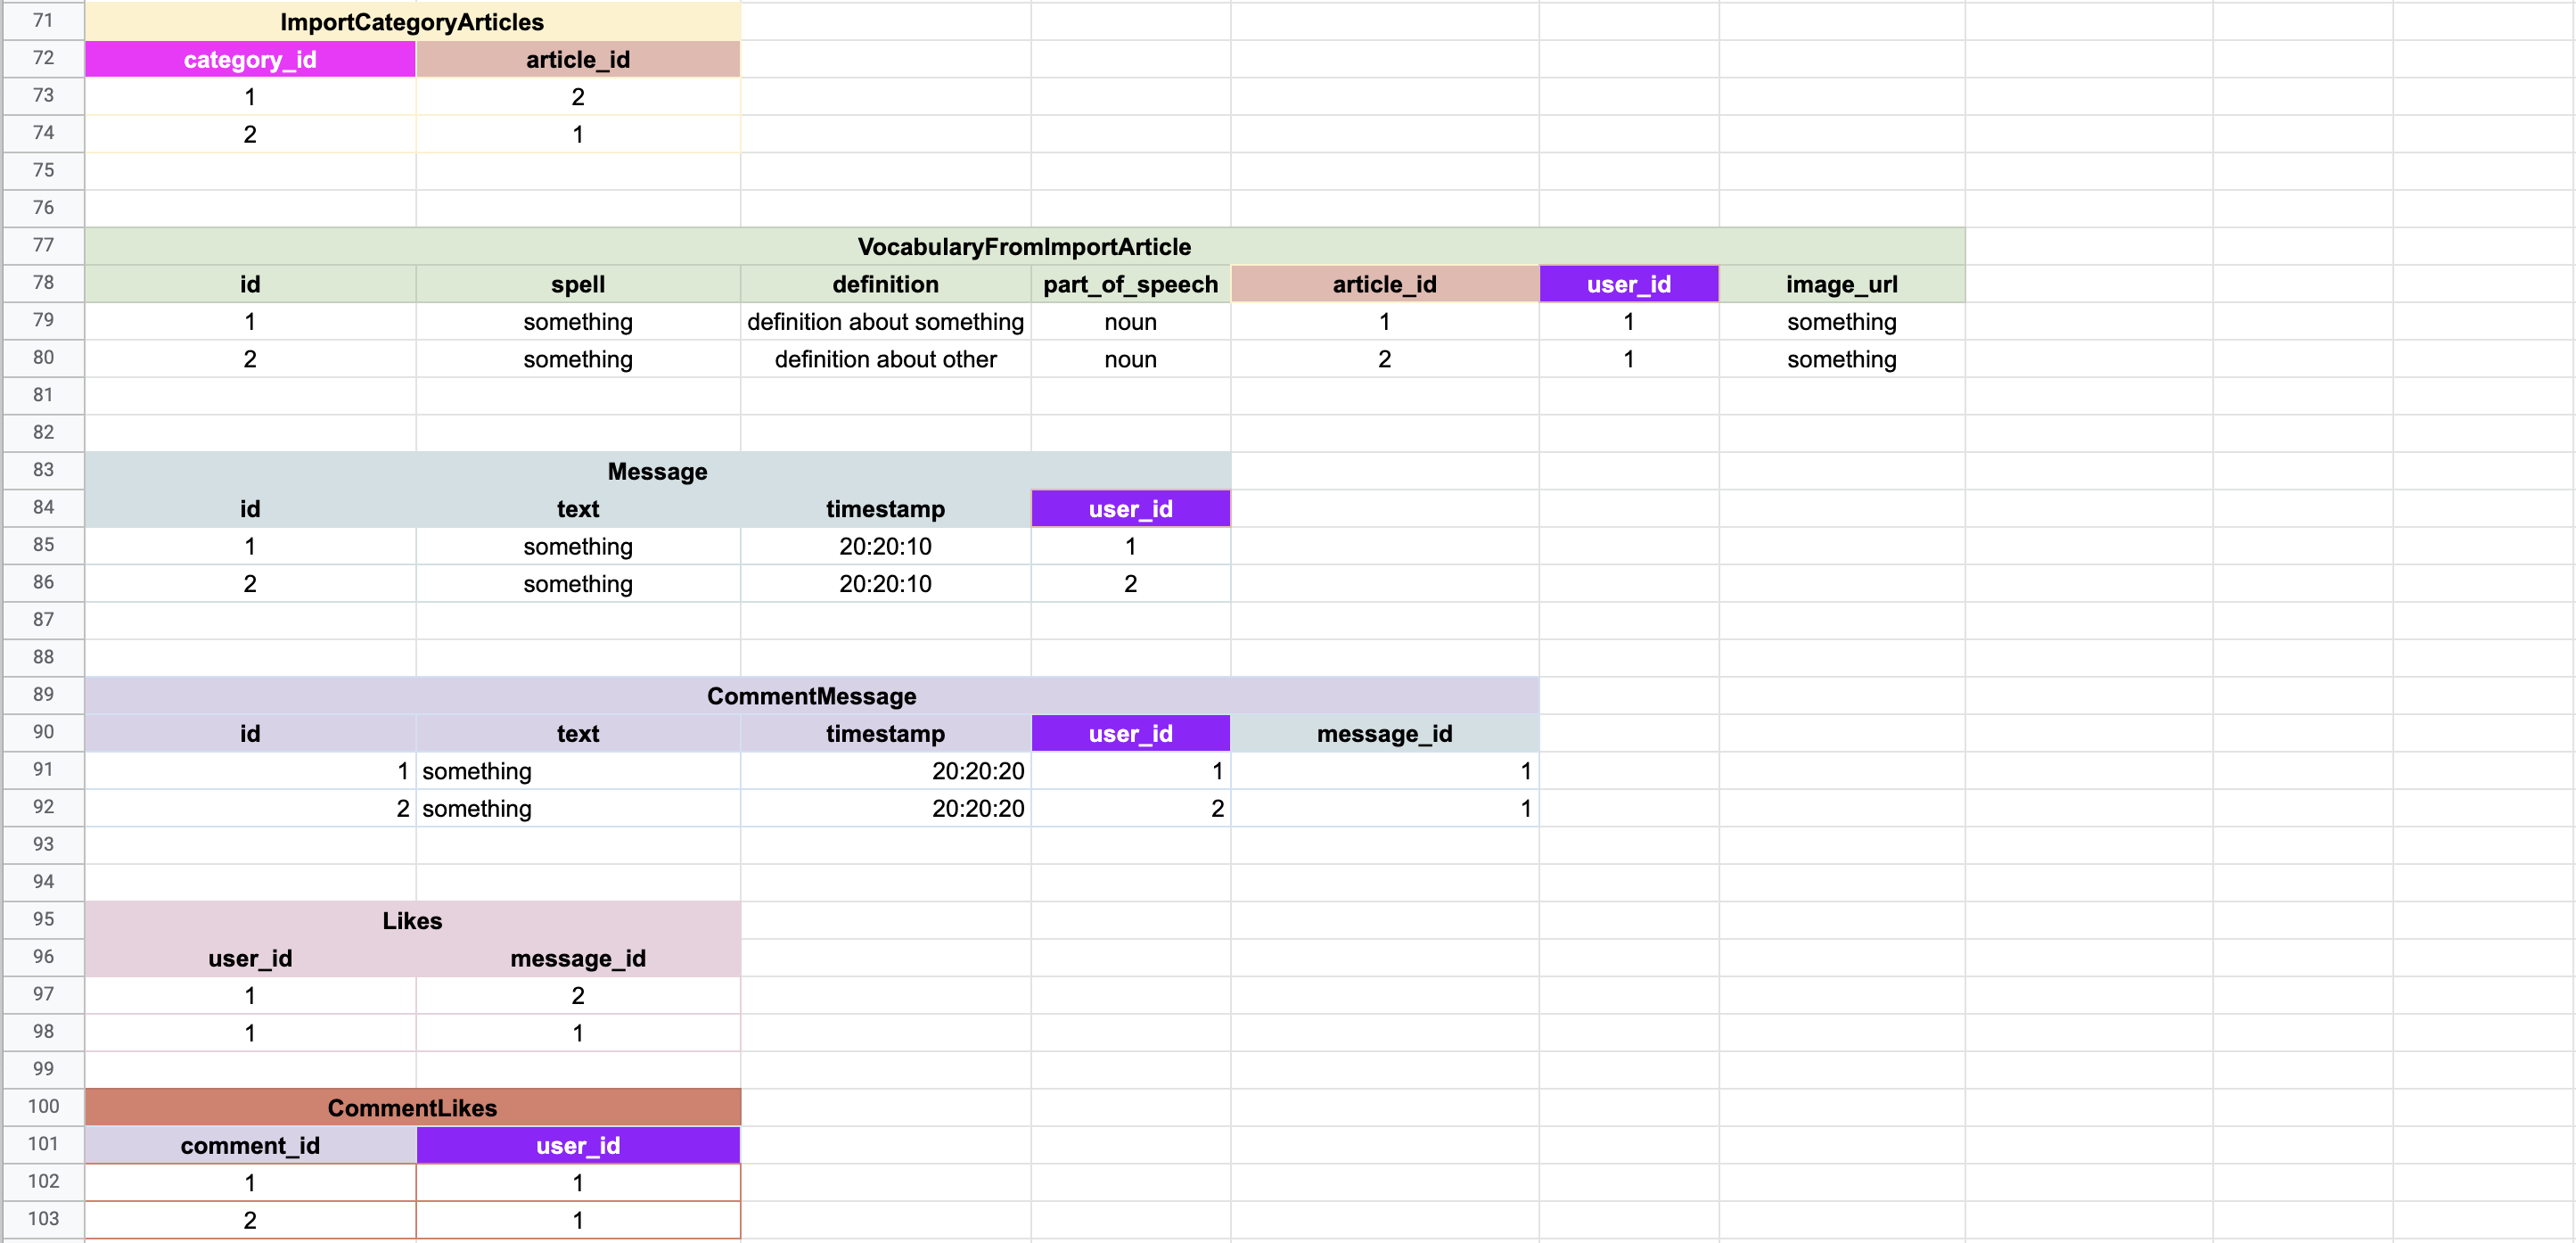 71 ImportCategoryArticles
72 category_id article_id
73 1 2
74 2 1
75
76
77 VocabularyFromImportArticle
78 id spell definition part_of_speech article_id user_id image_url
79 1 something definition about something noun 1 1 something
80 2 something definition about other noun 2 1 something
81
82
83 Message
84 id text timestamp user_id
85 1 something 20:20:10 1
86 2 something 20:20:10 2
87
88
89 CommentMessage
90 id text timestamp user_id message_id
91 1 something 20:20:20 1 1
92 2 something 20:20:20 2 1
93
94
95 Likes
96 user_id message_id
97 1 2
98 1 1
99
100 CommentLikes
101 comment_id user_id
102 1 1
103 2 1